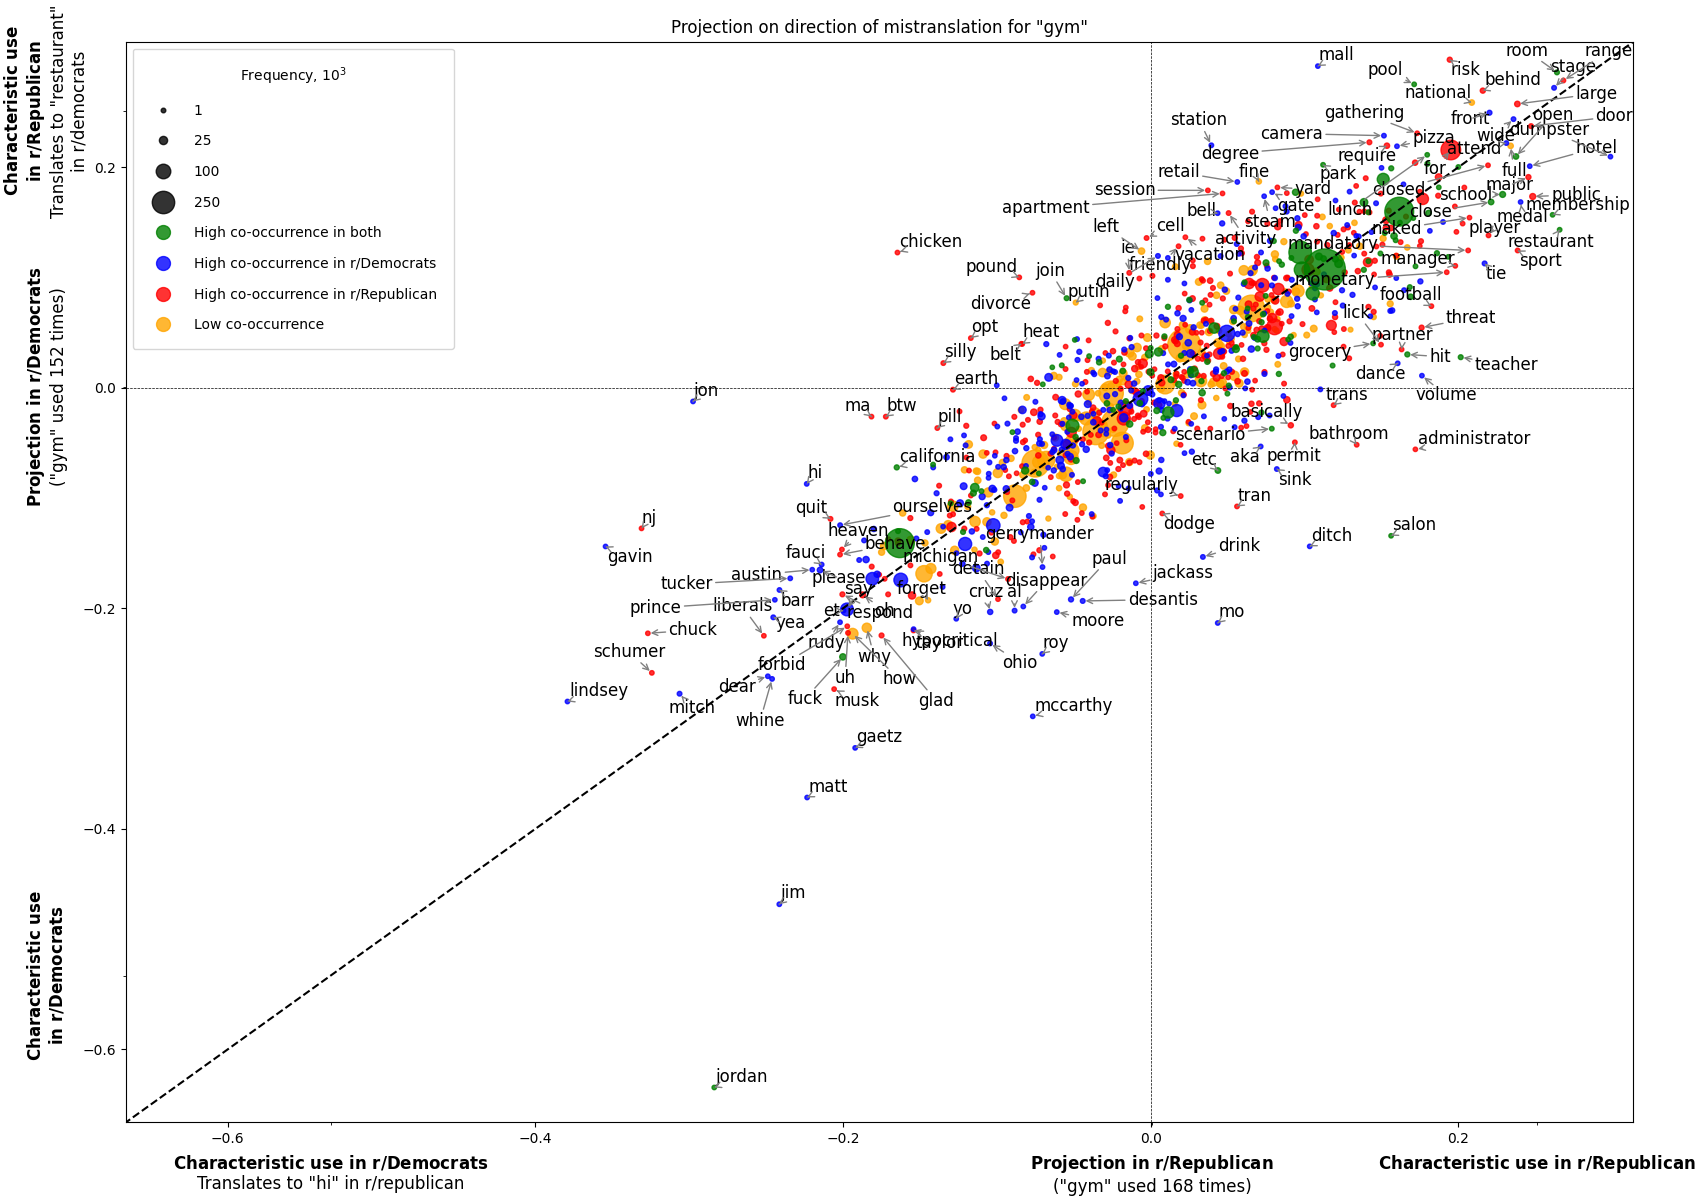 Projection on direction of mistranslation for "gym"
Characteristic use
in r/Republican
Translates to "restaurant"
in r/democrats
Projection in r/Democrats
("gym" used 152 times)
Characteristic use
in r/Democrats
Frequency, 10^3
1
25
100
250
High co-occurrence in both
High co-occurrence in r/Democrats
High co-occurrence in r/Republican
Low co-occurrence
0.2
0.0
−0.2
−0.4
−0.6
mall
room
range
pool
risk
stage
behind
national
large
gathering
front
open
door
station
camera
pizza
wide
dumpster
degree
require
attend
hotel
retail
fine
park
for
full
session
yard
closed
school
major
public
apartment
bell
gate
lunch
close
membership
left
cell
steam
naked
medal
player
chicken
ie
activity
mandatory
restaurant
vacation
manager
sport
pound
join
daily
friendly
monetary
tie
divorce
putin
football
opt
heat
lick
threat
silly
belt
partner
grocery
hit
teacher
earth
dance
jon
volume
ma
btw
trans
pill
basically
scenario
bathroom
administrator
california
etc
aka
permit
hi
regularly
sink
quit
ourselves
tran
nj
heaven
dodge
salon
gavin
behave
gerrymander
drink
ditch
fauci
michigan
paul
tucker
austin
please
detain
disappear
jackass
say
forget
cruz
al
prince
liberals
barr
et
respond
oh
vo
desantis
mo
chuck
yea
moore
schumer
rudy
hypocritical
taylor
roy
forbid
why
ohio
lindsey
dear
uh
how
mitch
fuck
musk
glad
whine
mccarthy
gaetz
matt
jim
jordan
−0.6
−0.4
−0.2
0.0
0.2
Characteristic use in r/Democrats
Translates to "hi" in r/republican
Projection in r/Republican
("gym" used 168 times)
Characteristic use in r/Republican